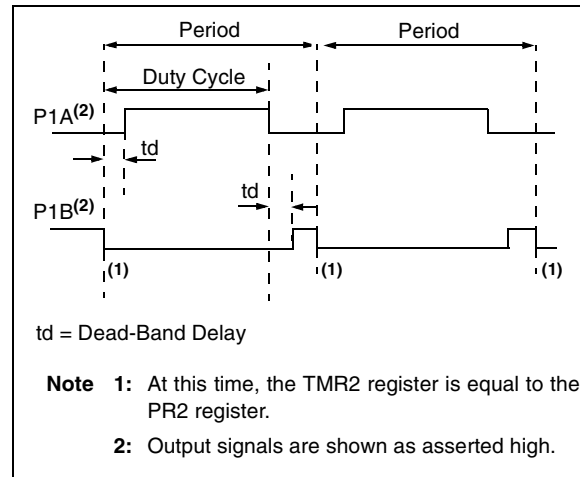 Period
Period
Duty Cycle
P1A(2)
td
td
P1B(2)
(1)
(1)
(1)
td = Dead-Band Delay
Note 1: At this time, the TMR2 register is equal to the
PR2 register.
2: Output signals are shown as asserted high.